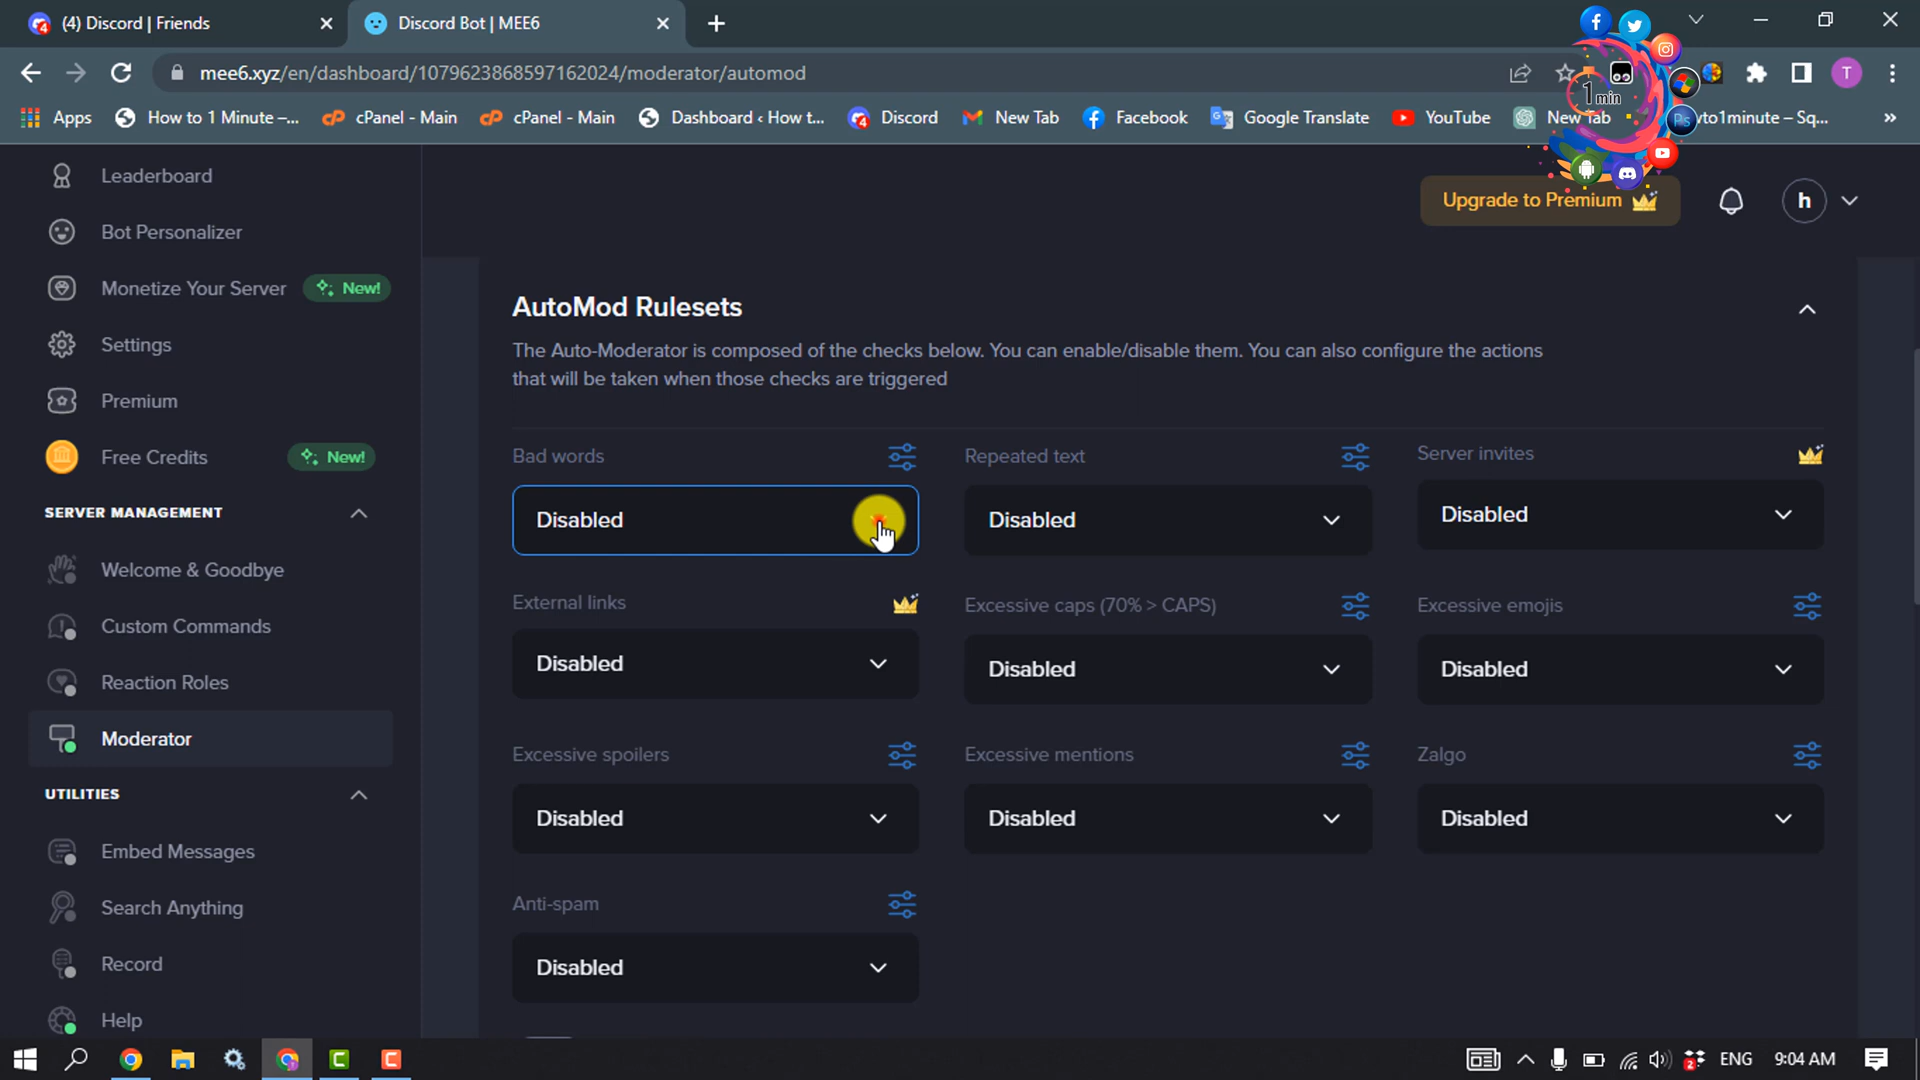 (4) Discord | Friends
Discord Bot | MEE6
mee6.xyz/en/dashboard/1079623868597162024/moderator/automod
T
Apps
How to 1 Minute –...
cPanel - Main
cPanel - Main
Dashboard ‹ How t...
Discord
New Tab
Facebook
Google Translate
YouTube
New Tab
vto1minute – Sq...
»
1 min
Ps
Upgrade to Premium
h
Leaderboard
Bot Personalizer
Monetize Your Server New!
Settings
Premium
Free Credits New!
SERVER MANAGEMENT
Welcome & Goodbye
Custom Commands
Reaction Roles
Moderator
UTILITIES
Embed Messages
Search Anything
Record
Help
AutoMod Rulesets
The Auto-Moderator is composed of the checks below. You can enable/disable them. You can also configure the actions
that will be taken when those checks are triggered
Bad words
Disabled
Repeated text
Disabled
Server invites
Disabled
External links
Disabled
Excessive caps (70% > CAPS)
Disabled
Excessive emojis
Disabled
Excessive spoilers
Disabled
Excessive mentions
Disabled
Zalgo
Disabled
Anti-spam
Disabled
2
ENG
9:04 AM